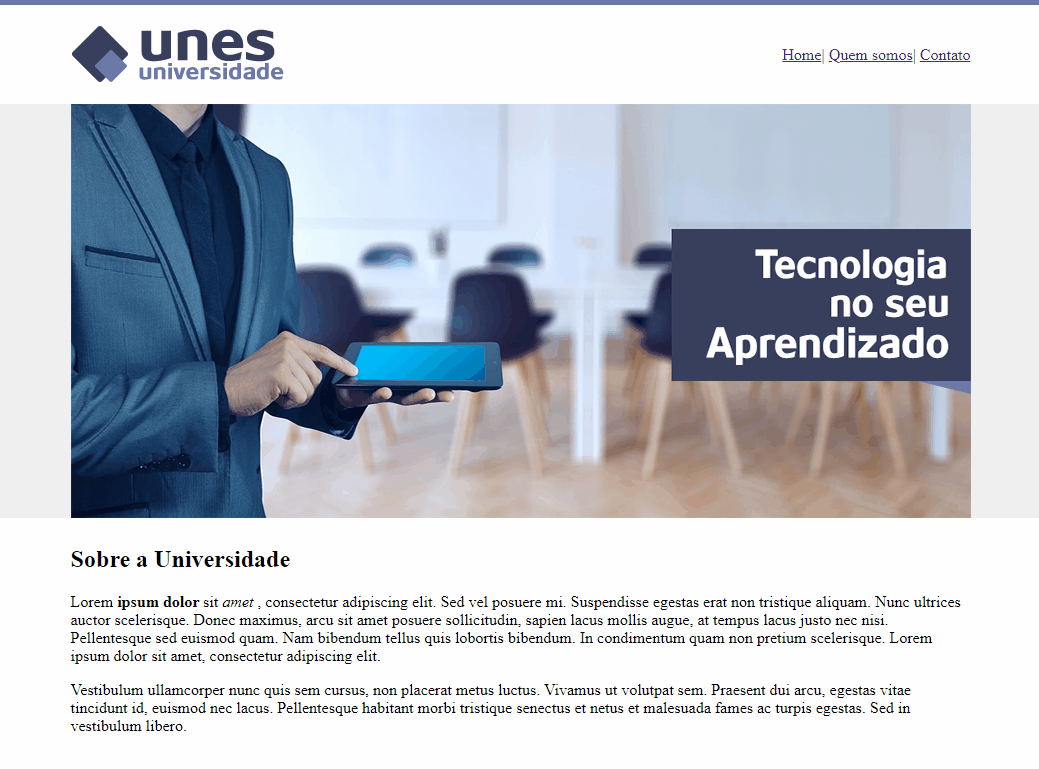 unes
universidade
Home| Quem somos| Contato
Tecnologia
no seu
Aprendizado
Sobre a Universidade
Lorem ipsum dolor sit amet , consectetur adipiscing elit. Sed vel posuere mi. Suspendisse egestas erat non tristique aliquam. Nunc ultrices
auctor scelerisque. Donec maximus, arcu sit amet posuere sollicitudin, sapien lacus mollis augue, at tempus lacus justo nec nisi.
Pellentesque sed euismod quam. Nam bibendum tellus quis lobortis bibendum. In condimentum quam non pretium scelerisque. Lorem
ipsum dolor sit amet, consectetur adipiscing elit.
Vestibulum ullamcorper nunc quis sem cursus, non placerat metus luctus. Vivamus ut volutpat sem. Praesent dui arcu, egestas vitae
tincidunt id, euismod nec lacus. Pellentesque habitant morbi tristique senectus et netus et malesuada fames ac turpis egestas. Sed in
vestibulum libero.